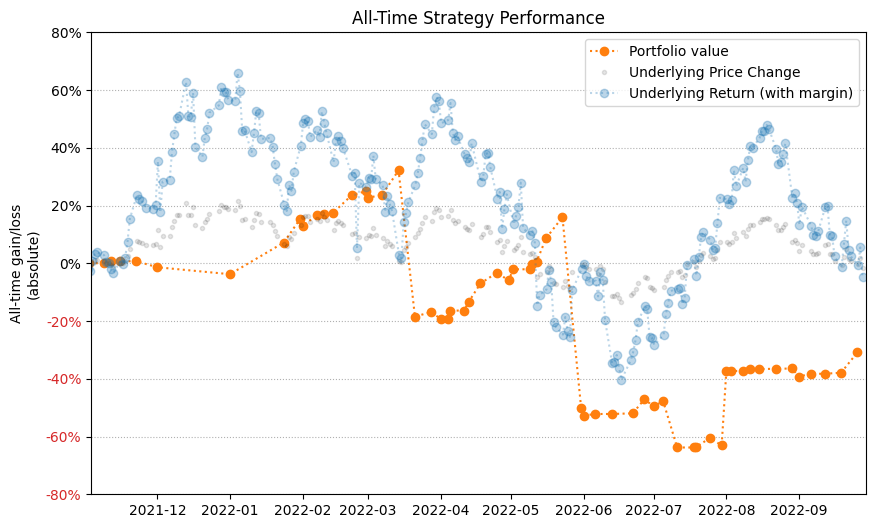 All-Time Strategy Performance
Portfolio value
Underlying Price Change
Underlying Return (with margin)
All-time gain/loss
(absolute)
80%
60%
40%
20%
0%
-20%
-40%
-60%
-80%
2021-12 2022-01 2022-02 2022-03 2022-04 2022-05 2022-06 2022-07 2022-08 2022-09